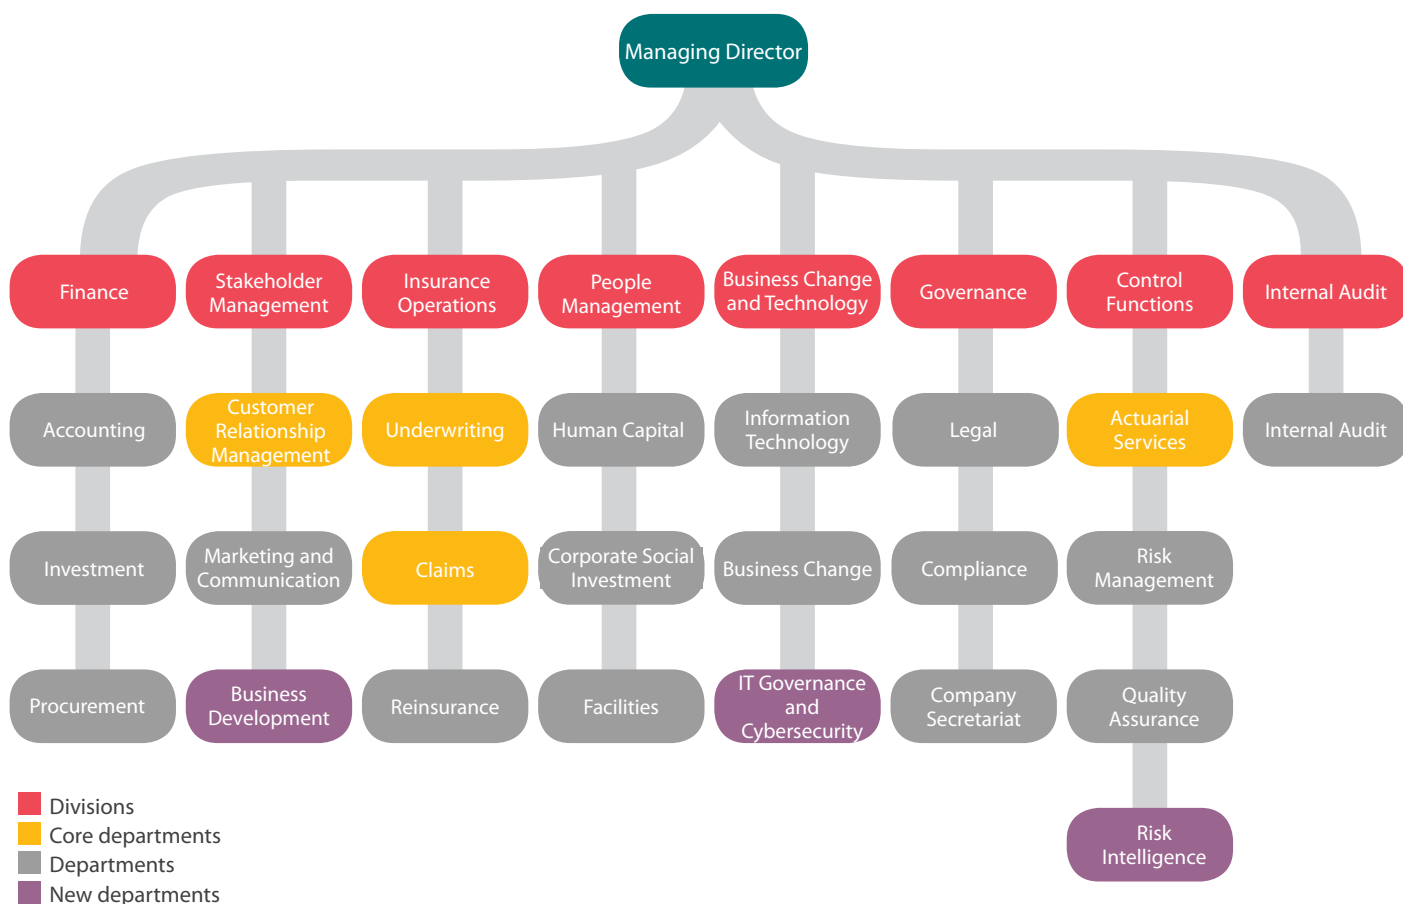 Managing Director
Finance
Stakeholder
Management
Insurance
Operations
People
Management
Business Change
and Technology
Governance
Control
Functions
Internal Audit
Accounting
Customer
Relationship
Management
Underwriting
Human Capital
Information
Technology
Legal
Actuarial
Services
Internal Audit
Investment
Marketing and
Communication
Claims
Corporate Social
Investment
Business Change
Compliance
Risk
Management
Procurement
Business
Development
Reinsurance
Facilities
IT Governance
and
Cybersecurity
Company
Secretariat
Quality
Assurance
Risk
Intelligence
Divisions
Core departments
Departments
New departments